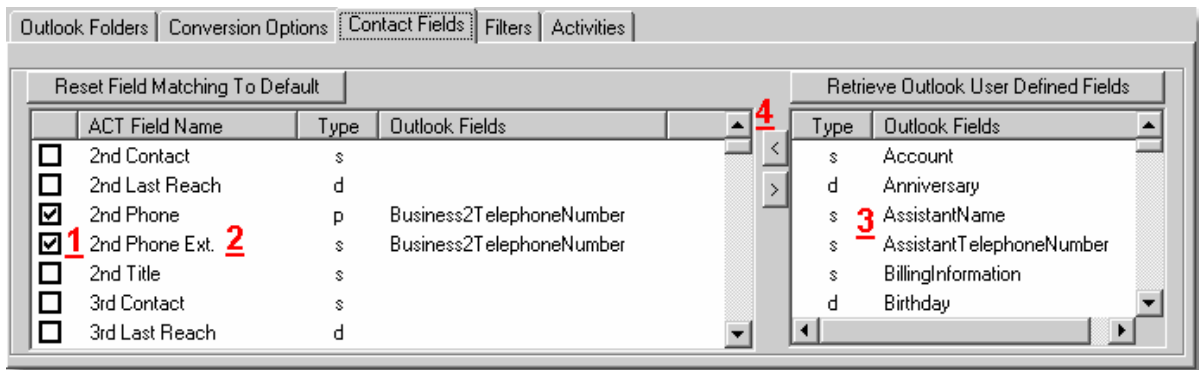 Outlook Folders Conversion Options Contact Fields Filters Activities
Reset Field Matching To Default Retrieve Outlook User Defined Fields
4
ACT Field Name Type Outlook Fields Type Outlook Fields
2nd Contact s < s Account
2nd Last Reach d > d Anniversary
2nd Phone p Business2TelephoneNumber s AssistantName
3
1 2nd Phone Ext. 2 s Business2TelephoneNumber s AssistantTelephoneNumber
2nd Title s s BillingInformation
3rd Contact s d Birthday
3rd Last Reach d